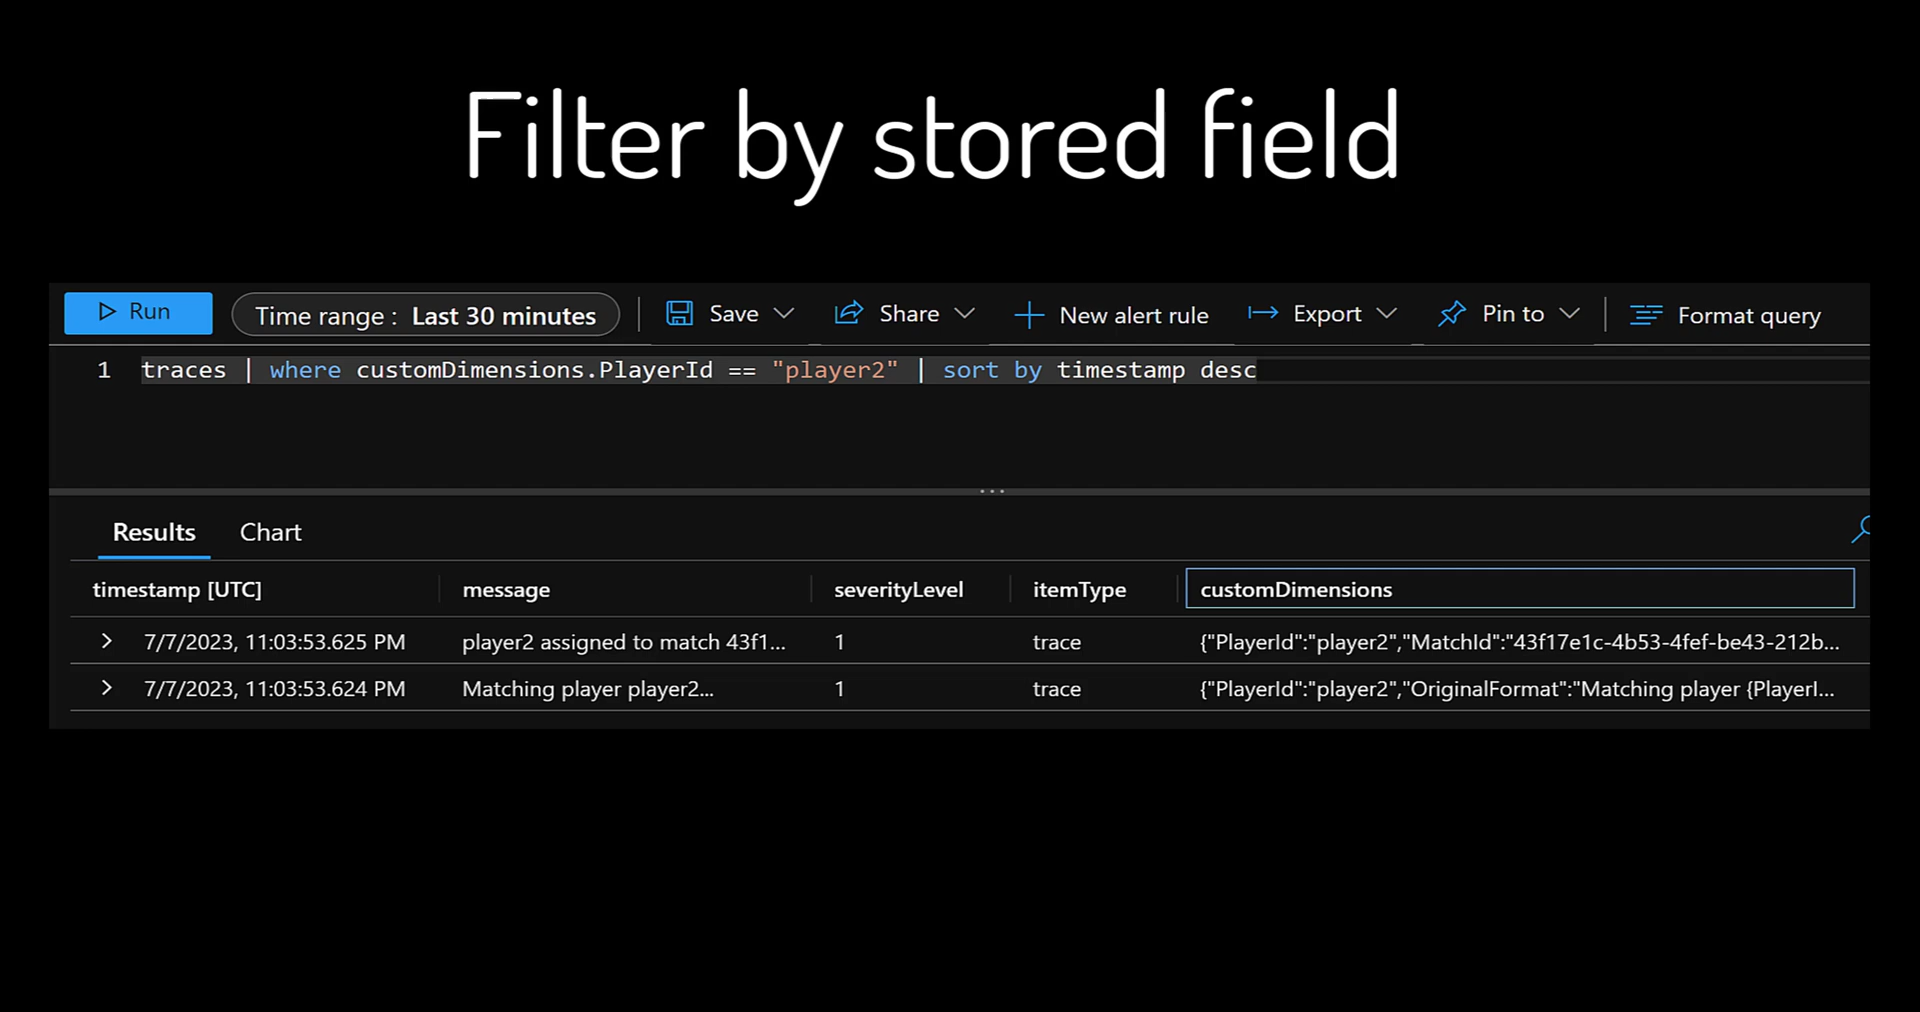 Filter by stored field
Run Time range : Last 30 minutes Save Share New alert rule Export Pin to Format query
1 traces | where customDimensions.PlayerId == "player2" | sort by timestamp desc
Results Chart
timestamp [UTC] message severityLevel itemType customDimensions
7/7/2023, 11:03:53.625 PM player2 assigned to match 43f1... 1 trace {"PlayerId":"player2","MatchId":"43f17e1c-4b53-4fef-be43-212b...
7/7/2023, 11:03:53.624 PM Matching player player2... 1 trace {"PlayerId":"player2","OriginalFormat":"Matching player {PlayerI...